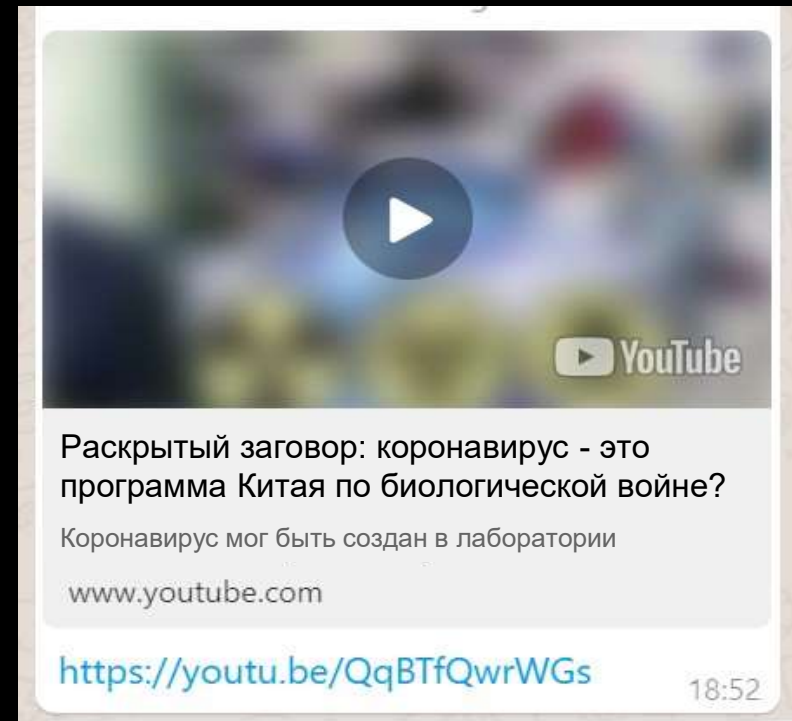 YouTube
Раскрытый заговор: коронавирус - это
программа Китая по биологической войне?
Коронавирус мог быть создан в лаборатории
www.youtube.com
https://youtu.be/QqBTfQwrWGs
18:52